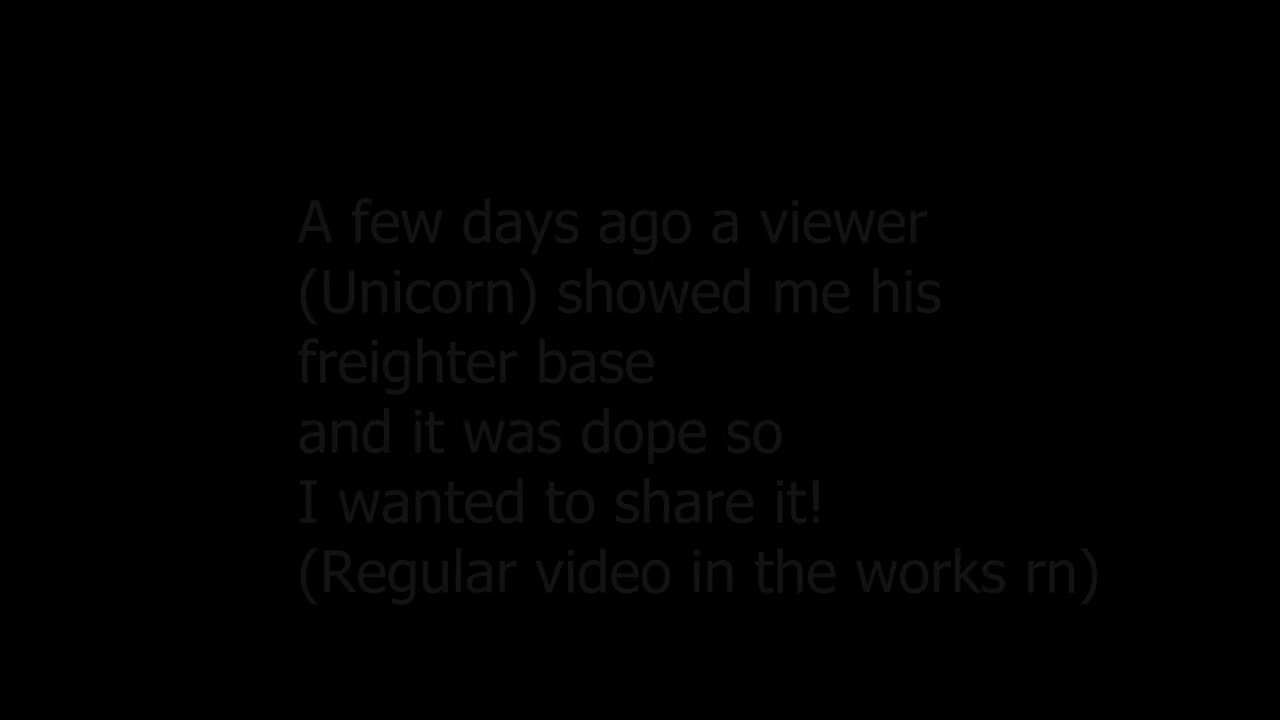 A few days ago a viewer
(Unicorn) showed me his
freighter base
and it was dope so
I wanted to share it!
(Regular video in the works rn)